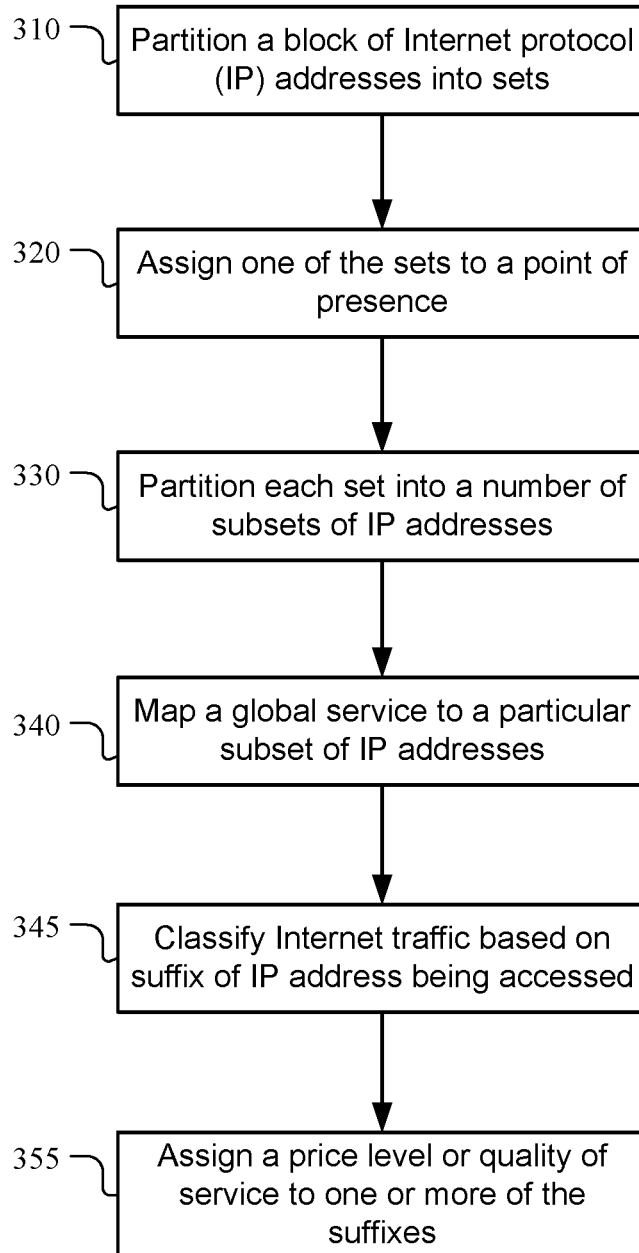 310
Partition a block of Internet protocol
(IP) addresses into sets
320
Assign one of the sets to a point of
presence
330
Partition each set into a number of
subsets of IP addresses
340
Map a global service to a particular
subset of IP addresses
345
Classify Internet traffic based on
suffix of IP address being accessed
355
Assign a price level or quality of
service to one or more of the
suffixes